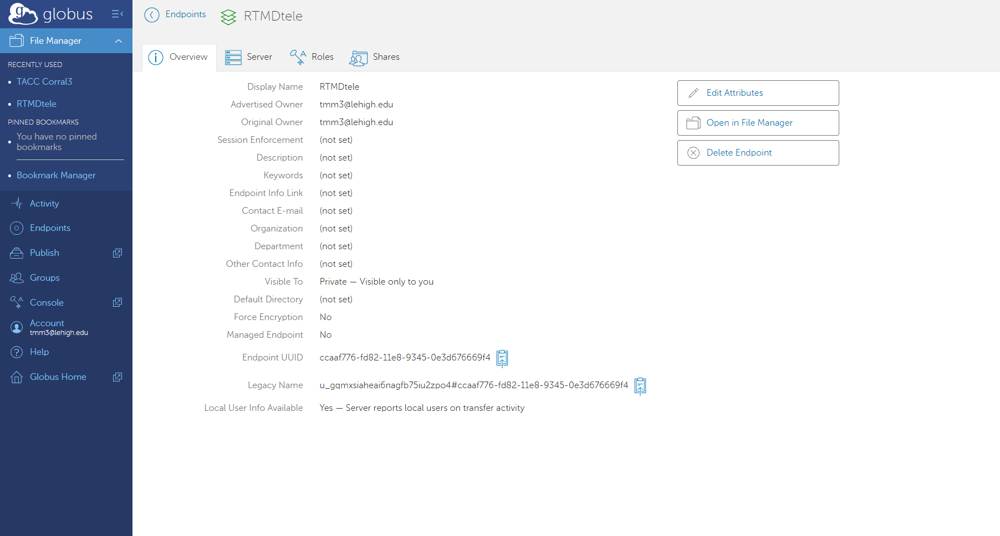 globus
File Manager
RECENTLY USED
TACC Corral3
RTMDtele
PINNED BOOKMARKS
You have no pinned
bookmarks
Bookmark Manager
Activity
Endpoints
Publish
Groups
Console
Account
tmm3@lehigh.edu
Help
Globus Home
Endpoints RTMDtele
Overview Server Roles Shares
Display Name RTMDtele
Advertised Owner tmm3@lehigh.edu
Original Owner tmm3@lehigh.edu
Session Enforcement (not set)
Description (not set)
Keywords (not set)
Endpoint Info Link (not set)
Contact E-mail (not set)
Organization (not set)
Department (not set)
Other Contact Info (not set)
Visible To Private — Visible only to you
Default Directory (not set)
Force Encryption No
Managed Endpoint No
Endpoint UUID ccaaf776-fd82-11e8-9345-0e3d676669f4
Legacy Name u_gqmxsiaheai6nagfb75iu2zpo4#ccaaf776-fd82-11e8-9345-0e3d676669f4
Local User Info Available Yes — Server reports local users on transfer activity
Edit Attributes
Open in File Manager
Delete Endpoint